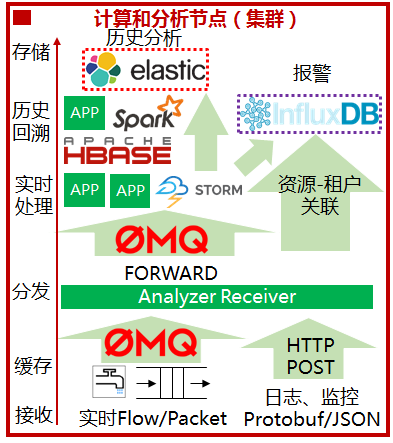 计算和分析节点（集群）
存储
历史分析
elastic
报警
历史
回溯
APP
Spark
influxDB
APACHE
HBASE
实时
处理
APP
APP
STORM
资源-租户
关联
ØMQ
FORWARD
分发
Analyzer Receiver
ØMQ
HTTP
POST
缓存
接收
实时Flow/Packet
日志、监控
Protobuf/JSON